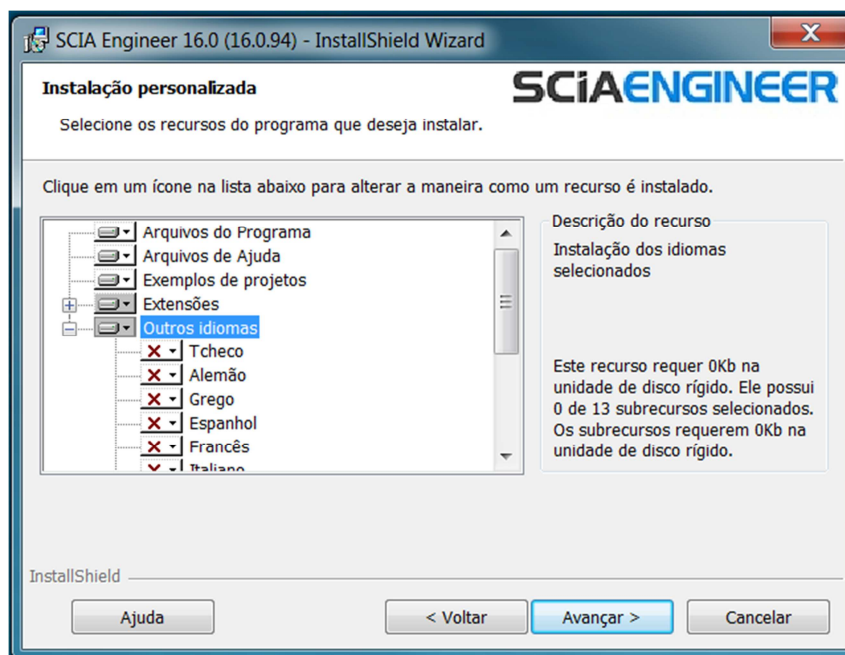 SCIA Engineer 16.0 (16.0.94) - InstallShield Wizard
Instalação personalizada
SCiAENGINEER
Selecione os recursos do programa que deseja instalar.
Clique em um ícone na lista abaixo para alterar a maneira como um recurso é instalado.
Arquivos do Programa
Arquivos de Ajuda
Exemplos de projetos
Extensões
Outros idiomas
Tcheco
Alemão
Grego
Espanhol
Francês
Italiano
Descrição do recurso
Instalação dos idiomas
selecionados
Este recurso requer 0Kb na
unidade de disco rígido. Ele possui
0 de 13 subrecursos selecionados.
Os subrecursos requerem 0Kb na
unidade de disco rígido.
InstallShield
Ajuda
< Voltar
Avançar >
Cancelar